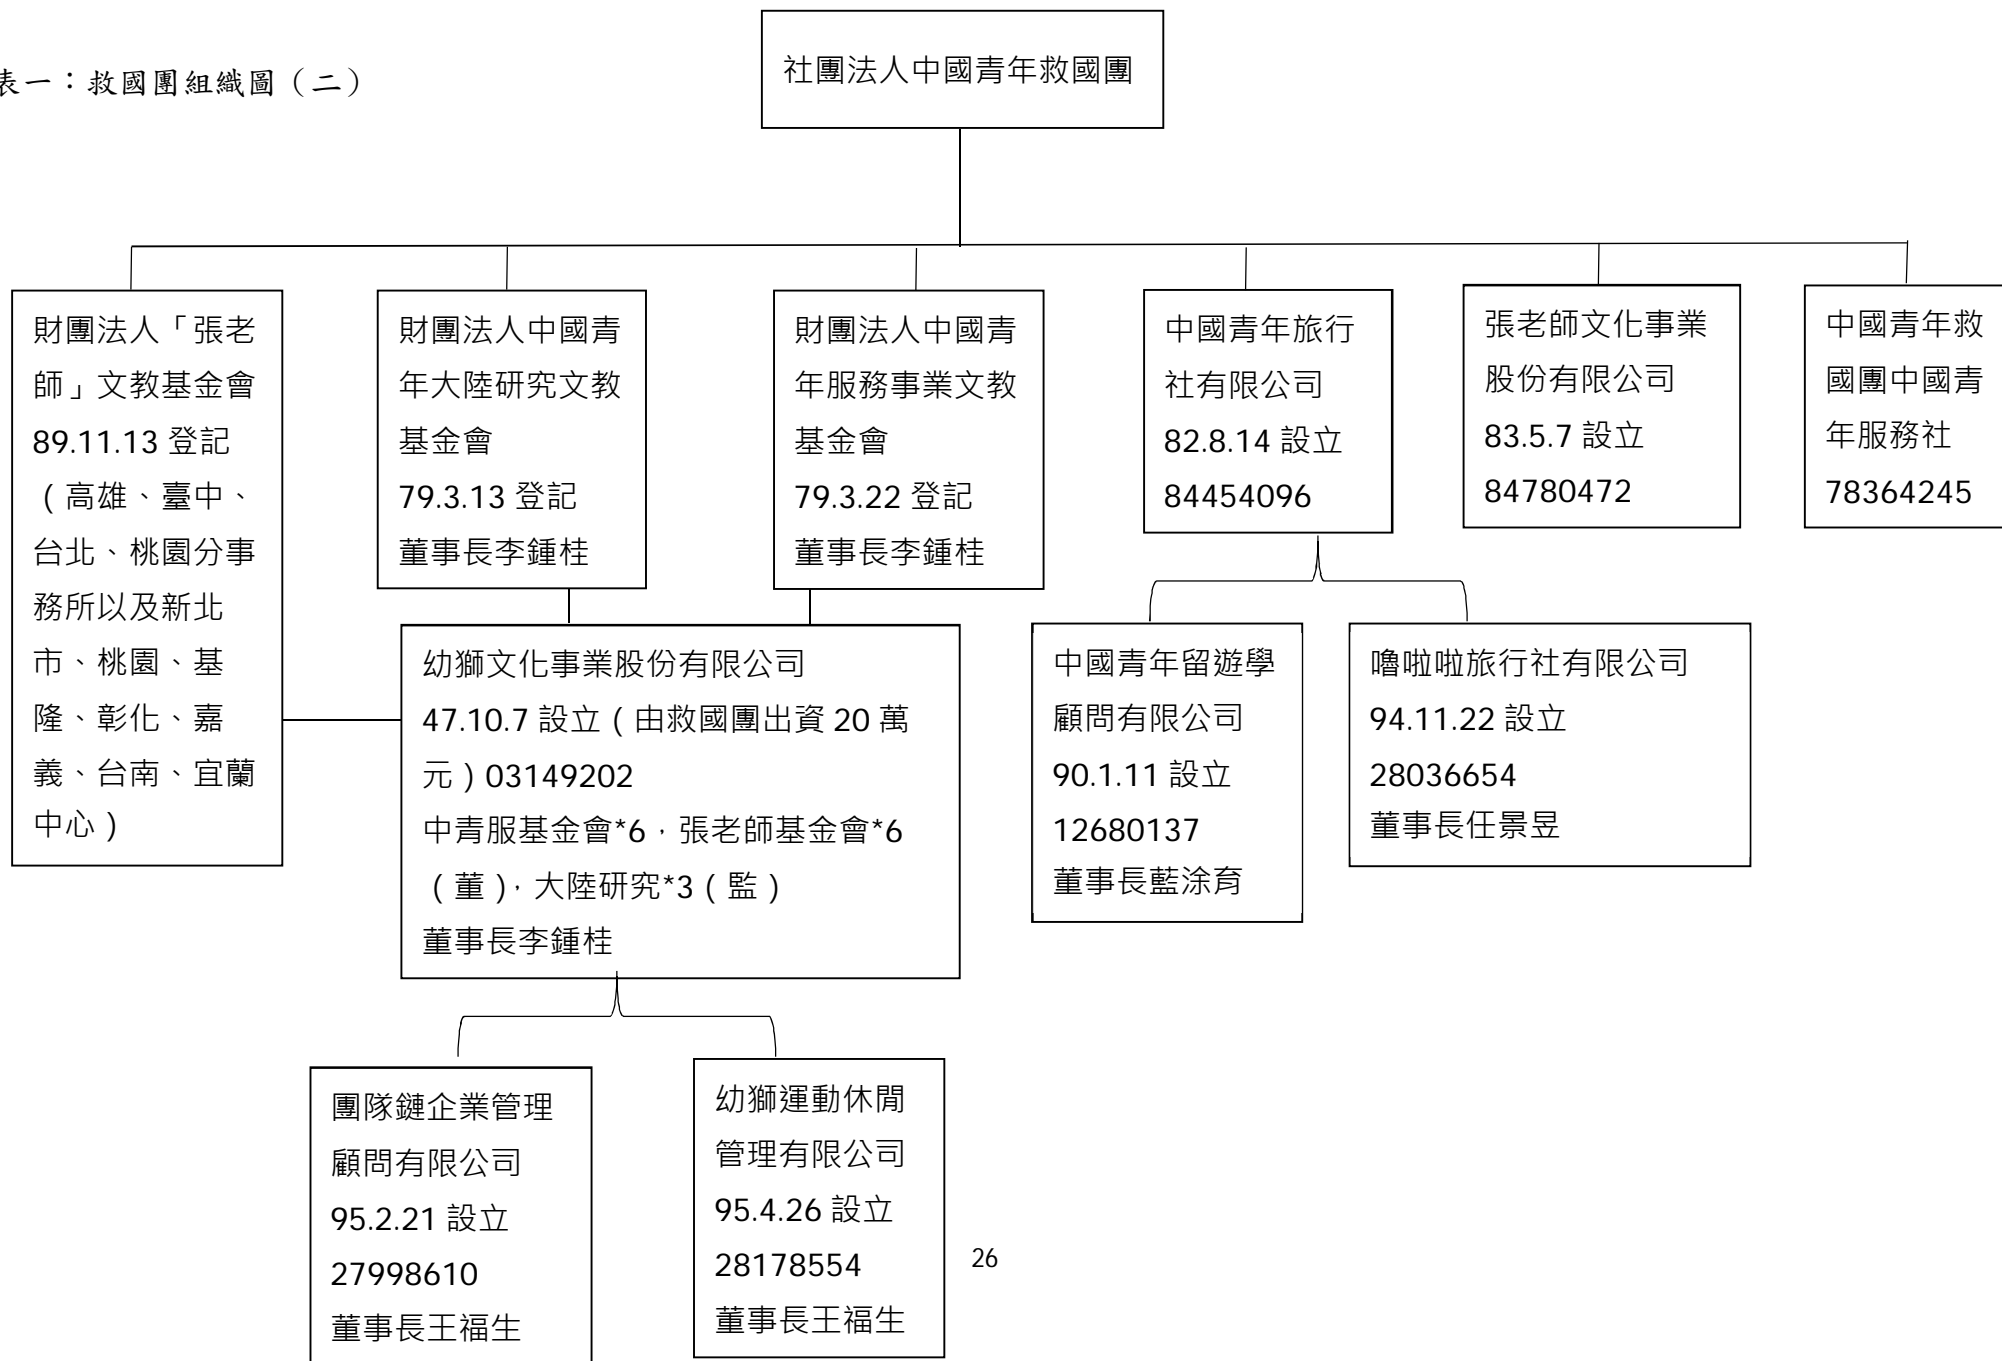 表一：救國團組織圖（二）
社團法人中國青年救國團
財團法人「張老
師」文教基金會
89.11.13 登記
（高雄、臺中、
台北、桃園分事
務所以及新北
市、桃園、基
隆、彰化、嘉
義、台南、宜蘭
中心）
財團法人中國青
年大陸研究文教
基金會
79.3.13 登記
董事長李鍾桂
財團法人中國青
年服務事業文教
基金會
79.3.22 登記
董事長李鍾桂
中國青年旅行
社有限公司
82.8.14 設立
84454096
張老師文化事業
股份有限公司
83.5.7 設立
84780472
中國青年救
國團中國青
年服務社
78364245
幼獅文化事業股份有限公司
47.10.7 設立（由救國團出資 20 萬
元）03149202
中青服基金會*6，張老師基金會*6
（董），大陸研究*3（監）
董事長李鍾桂
中國青年留遊學
顧問有限公司
90.1.11 設立
12680137
董事長藍涂育
嚕啦啦旅行社有限公司
94.11.22 設立
28036654
董事長任景昱
團隊鏈企業管理
顧問有限公司
95.2.21 設立
27998610
董事長王福生
幼獅運動休閒
管理有限公司
95.4.26 設立
28178554
董事長王福生
26